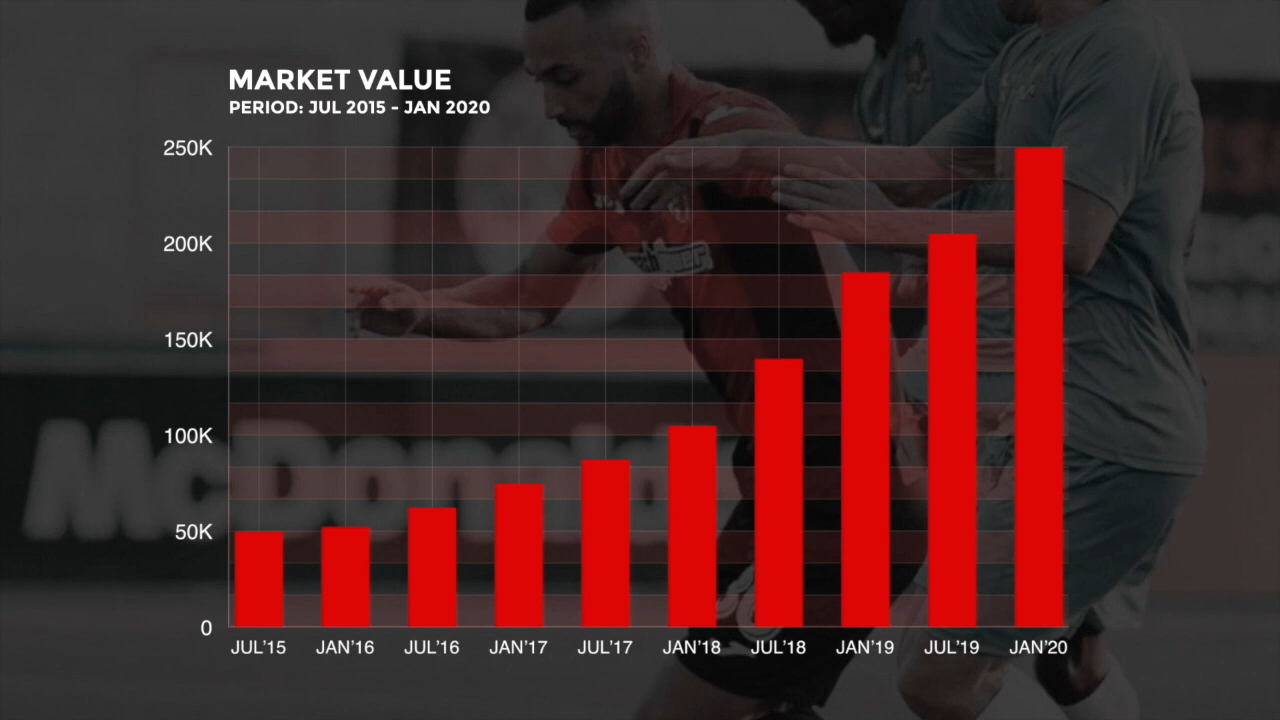 MARKET VALUE
PERIOD: JUL 2015 - JAN 2020
250K
200K
150K
100K
50K
0
JUL’15 JAN’16 JUL’16 JAN’17 JUL’17 JAN’18 JUL’18 JAN’19 JUL’19 JAN’20
McDonald